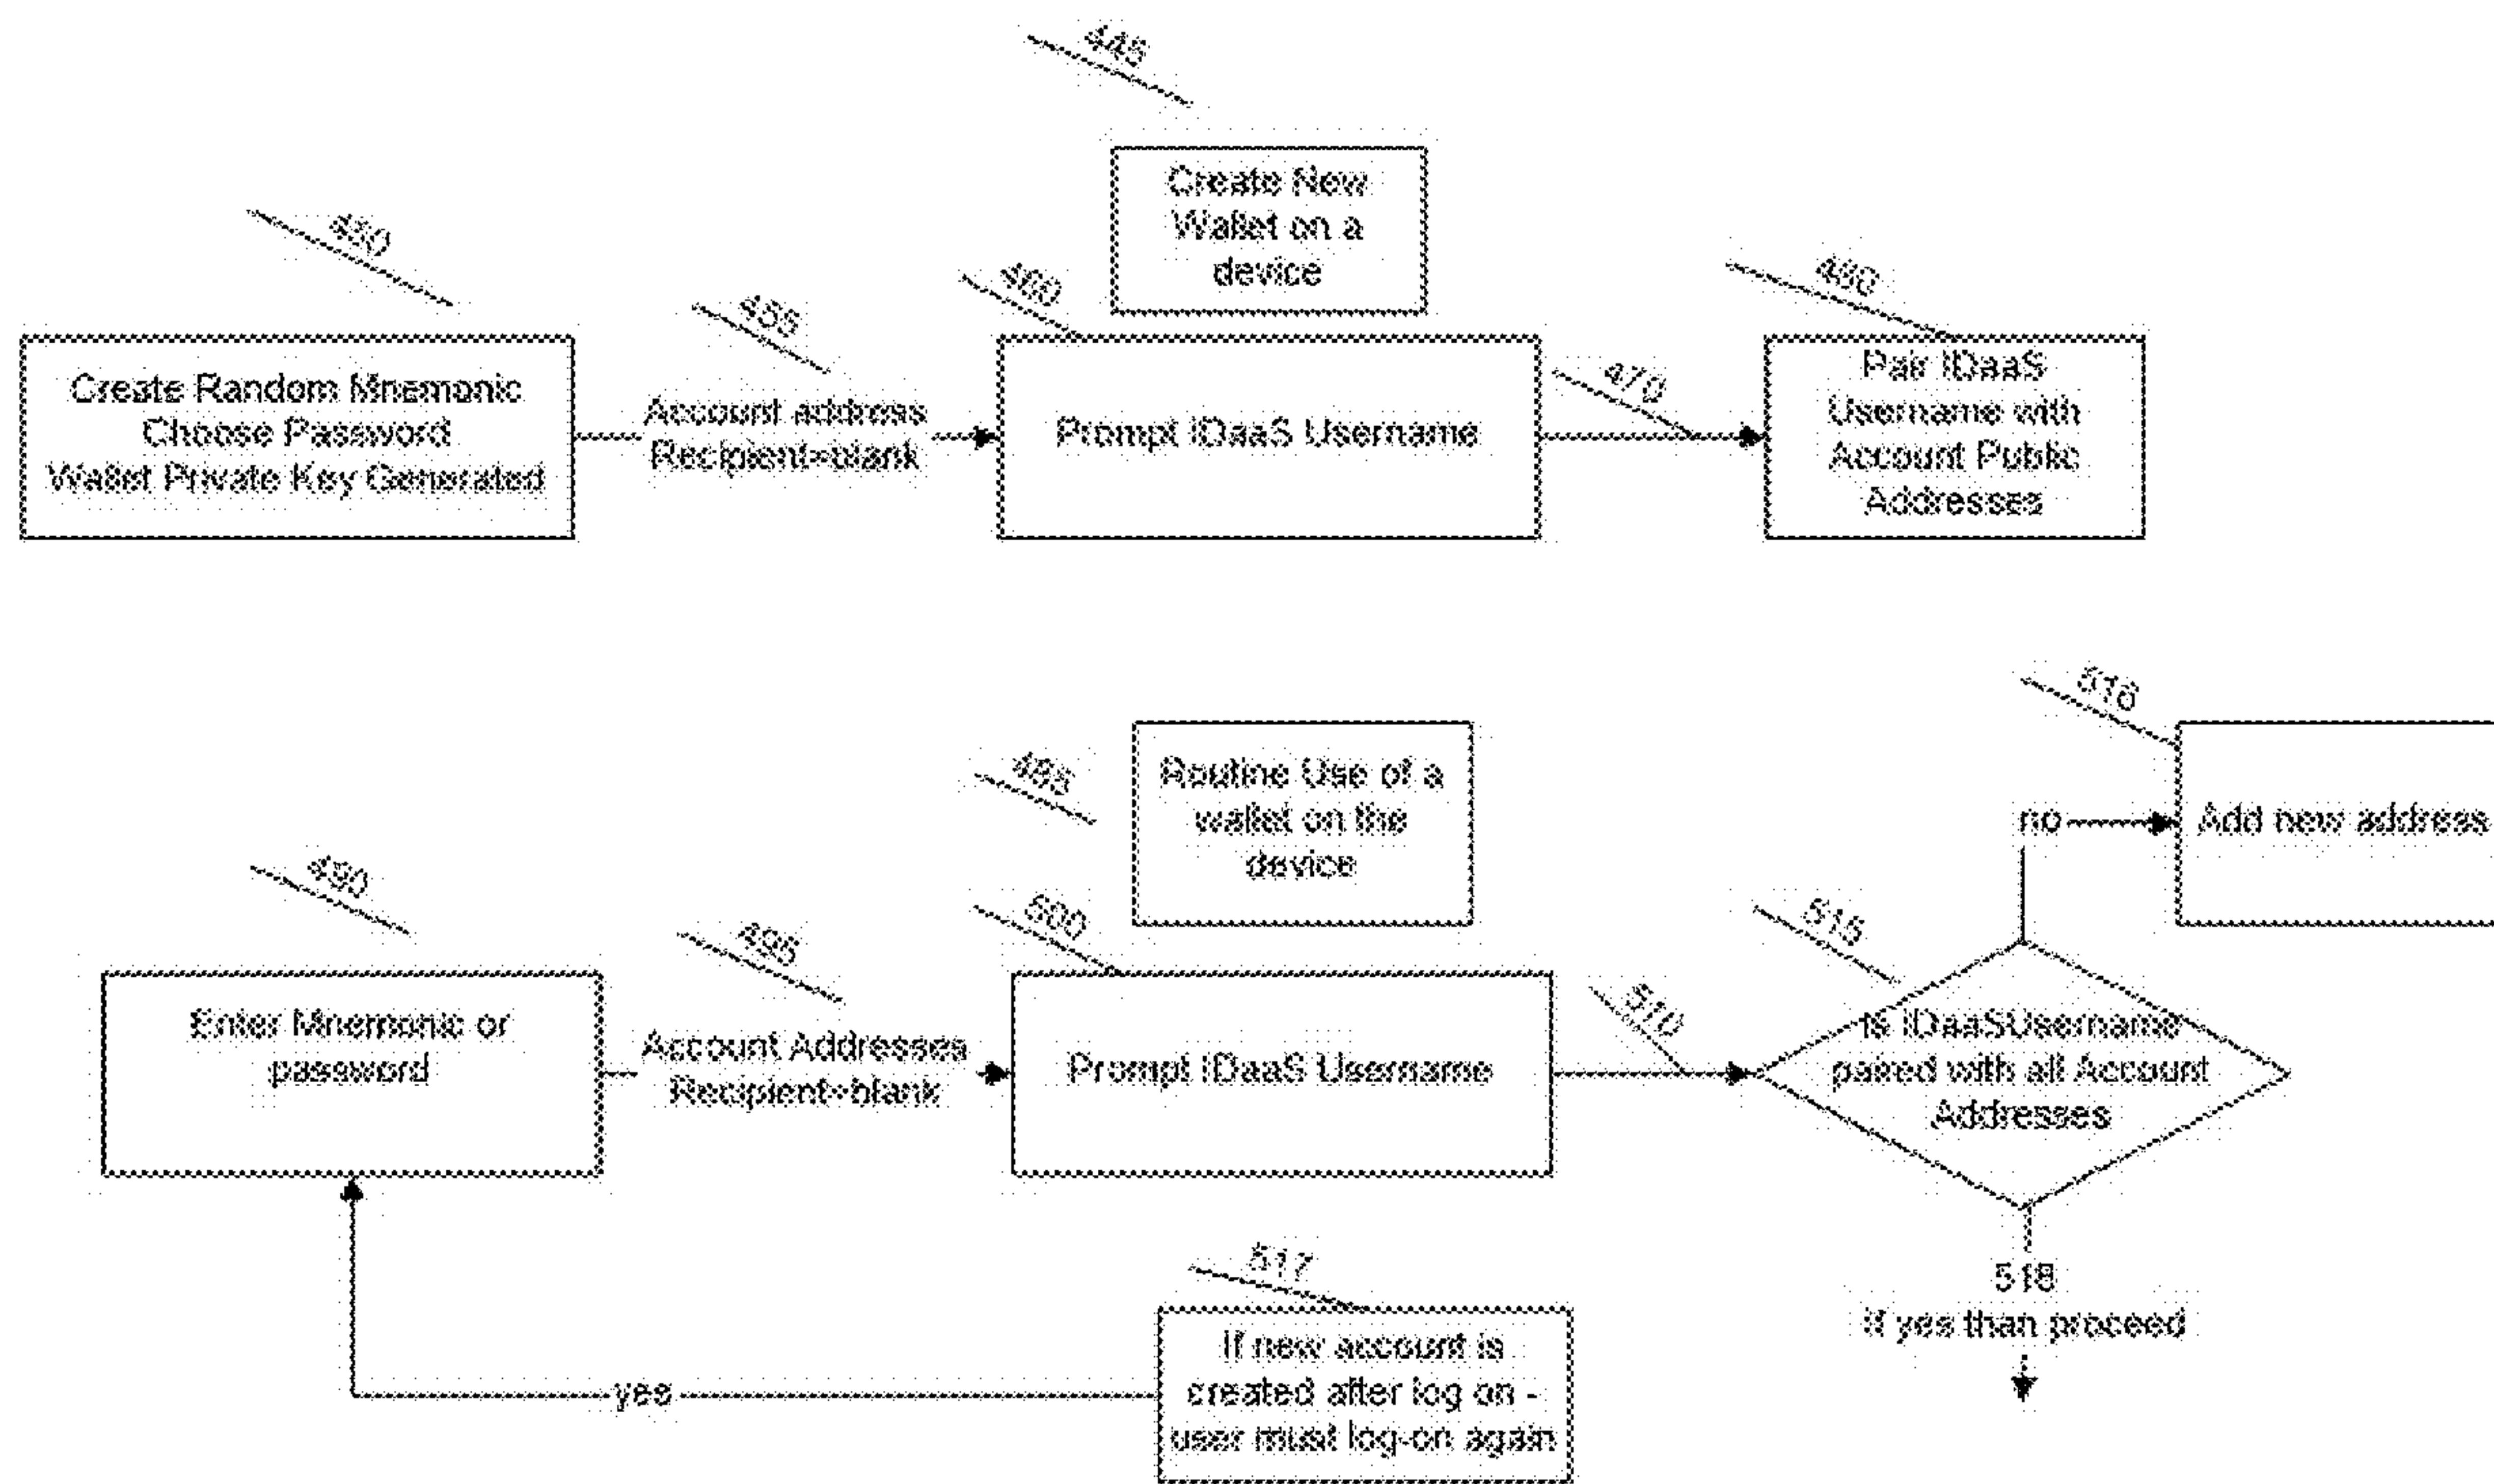 445
Create New
Wallet on a
device
450
Create Random Mnemonic
Choose Password
Wallet Private Key Generated
455
Account address
Recipient=blank
Prompt IDaaS Username
470
Pair IDaaS
Username with
Account Public
Addresses
Routine Use of a
wallet on the
device
490
Enter Mnemonic or
password
495
Account Addresses
Recipient=blank
500
Prompt IDaaS Username
510
515
Is IDaaSUsername
paired with all Account
Addresses
no
516
Add new address
518
If yes than proceed
517
If new account is
created after log on -
user must log-on again
yes